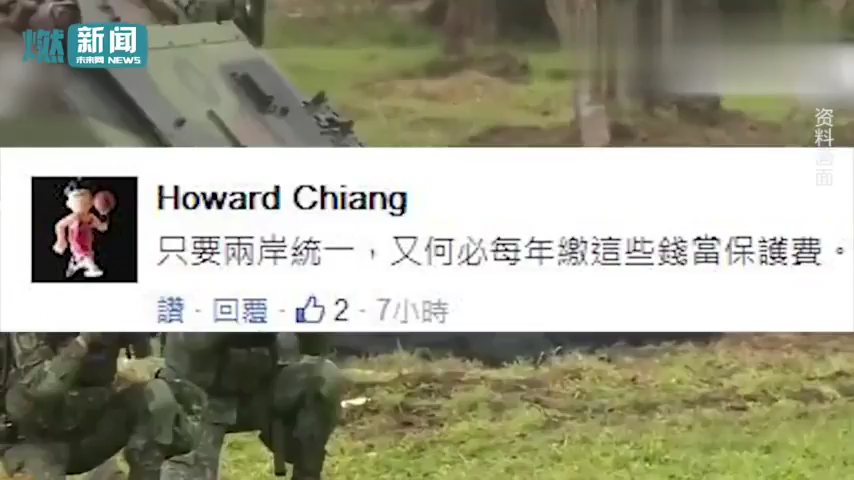 燃 新闻
未来网 NEWS
资料画面
Howard Chiang
只要兩岸統一，又何必每年繳這些錢當保護費。
讚 · 回覆 · 2 · 7小時